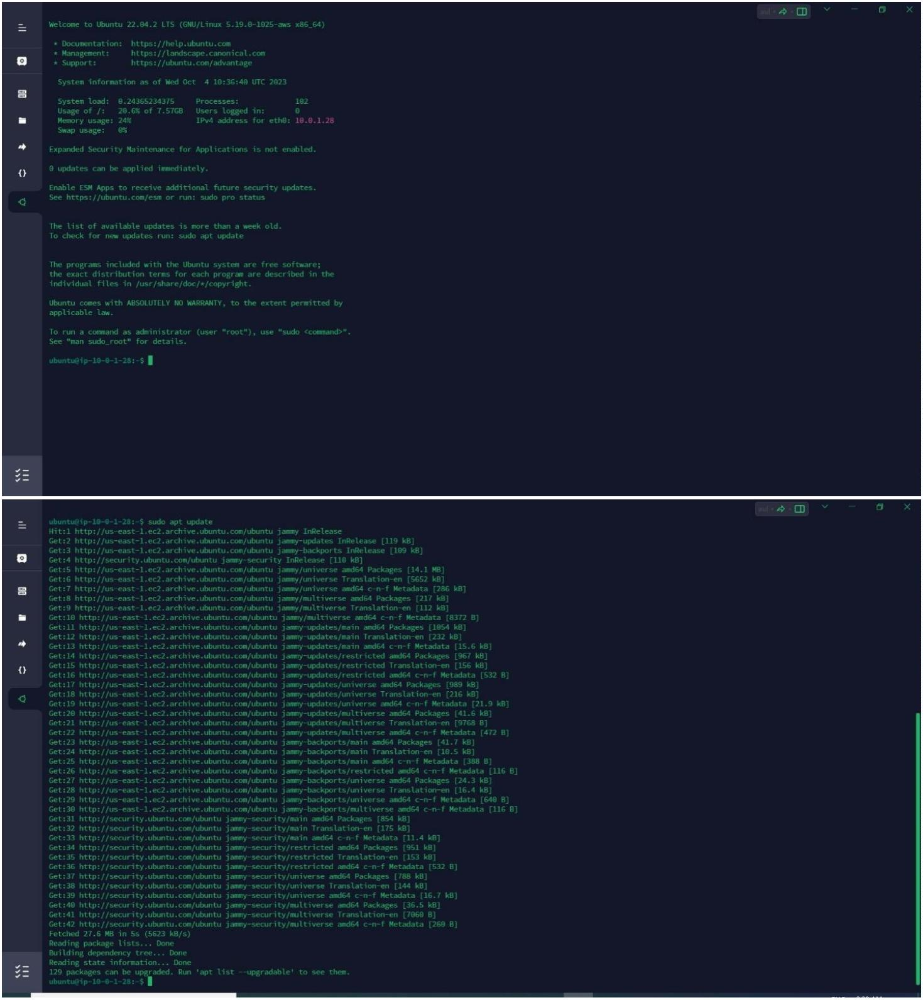 Welcome to Ubuntu 22.04.2 LTS (GNU/Linux 5.19.0-1025-aws x86_64)
* Documentation: https://help.ubuntu.com
* Management: https://landscape.canonical.com
* Support: https://ubuntu.com/advantage
System information as of Wed Oct 4 10:36:40 UTC 2023
System load: 0.24365234375 Processes: 102
Usage of /: 20.6% of 7.57GB Users logged in: 0
Memory usage: 24% IPv4 address for eth0: 10.0.1.28
Swap usage: 0%
Expanded Security Maintenance for Applications is not enabled.
0 updates can be applied immediately.
Enable ESM Apps to receive additional future security updates.
See https://ubuntu.com/esm or run: sudo pro status
The list of available updates is more than a week old.
To check for new updates run: sudo apt update
The programs included with the Ubuntu system are free software;
the exact distribution terms for each program are described in the
individual files in /usr/share/doc/*/copyright.
Ubuntu comes with ABSOLUTELY NO WARRANTY, to the extent permitted by
applicable law.
To run a command as administrator (user "root"), use "sudo <command>".
See "man sudo_root" for details.
ubuntu@ip-10-0-1-28:~$
ubuntu@ip-10-0-1-28:~$ sudo apt update
Hit:1 http://us-east-1.ec2.archive.ubuntu.com/ubuntu jammy InRelease
Get:2 http://us-east-1.ec2.archive.ubuntu.com/ubuntu jammy-updates InRelease [119 kB]
Get:3 http://us-east-1.ec2.archive.ubuntu.com/ubuntu jammy-backports InRelease [109 kB]
Get:4 http://security.ubuntu.com/ubuntu jammy-security InRelease [110 kB]
Get:5 http://us-east-1.ec2.archive.ubuntu.com/ubuntu jammy/universe amd64 Packages [14.1 MB]
Get:6 http://us-east-1.ec2.archive.ubuntu.com/ubuntu jammy/universe Translation-en [5652 kB]
Get:7 http://us-east-1.ec2.archive.ubuntu.com/ubuntu jammy/universe amd64 c-n-f Metadata [286 kB]
Get:8 http://us-east-1.ec2.archive.ubuntu.com/ubuntu jammy/multiverse amd64 Packages [217 kB]
Get:9 http://us-east-1.ec2.archive.ubuntu.com/ubuntu jammy/multiverse Translation-en [112 kB]
Get:10 http://us-east-1.ec2.archive.ubuntu.com/ubuntu jammy/multiverse amd64 c-n-f Metadata [8372 B]
Get:11 http://us-east-1.ec2.archive.ubuntu.com/ubuntu jammy-updates/main amd64 Packages [1054 kB]
Get:12 http://us-east-1.ec2.archive.ubuntu.com/ubuntu jammy-updates/main Translation-en [232 kB]
Get:13 http://us-east-1.ec2.archive.ubuntu.com/ubuntu jammy-updates/main amd64 c-n-f Metadata [15.6 kB]
Get:14 http://us-east-1.ec2.archive.ubuntu.com/ubuntu jammy-updates/restricted amd64 Packages [967 kB]
Get:15 http://us-east-1.ec2.archive.ubuntu.com/ubuntu jammy-updates/restricted Translation-en [156 kB]
Get:16 http://us-east-1.ec2.archive.ubuntu.com/ubuntu jammy-updates/restricted amd64 c-n-f Metadata [532 B]
Get:17 http://us-east-1.ec2.archive.ubuntu.com/ubuntu jammy-updates/universe amd64 Packages [989 kB]
Get:18 http://us-east-1.ec2.archive.ubuntu.com/ubuntu jammy-updates/universe Translation-en [216 kB]
Get:19 http://us-east-1.ec2.archive.ubuntu.com/ubuntu jammy-updates/universe amd64 c-n-f Metadata [21.9 kB]
Get:20 http://us-east-1.ec2.archive.ubuntu.com/ubuntu jammy-updates/multiverse amd64 Packages [41.6 kB]
Get:21 http://us-east-1.ec2.archive.ubuntu.com/ubuntu jammy-updates/multiverse Translation-en [9768 B]
Get:22 http://us-east-1.ec2.archive.ubuntu.com/ubuntu jammy-updates/multiverse amd64 c-n-f Metadata [472 B]
Get:23 http://us-east-1.ec2.archive.ubuntu.com/ubuntu jammy-backports/main amd64 Packages [41.7 kB]
Get:24 http://us-east-1.ec2.archive.ubuntu.com/ubuntu jammy-backports/main Translation-en [10.5 kB]
Get:25 http://us-east-1.ec2.archive.ubuntu.com/ubuntu jammy-backports/main amd64 c-n-f Metadata [388 B]
Get:26 http://us-east-1.ec2.archive.ubuntu.com/ubuntu jammy-backports/restricted amd64 c-n-f Metadata [116 B]
Get:27 http://us-east-1.ec2.archive.ubuntu.com/ubuntu jammy-backports/universe amd64 Packages [24.3 kB]
Get:28 http://us-east-1.ec2.archive.ubuntu.com/ubuntu jammy-backports/universe Translation-en [16.4 kB]
Get:29 http://us-east-1.ec2.archive.ubuntu.com/ubuntu jammy-backports/universe amd64 c-n-f Metadata [640 B]
Get:30 http://us-east-1.ec2.archive.ubuntu.com/ubuntu jammy-backports/multiverse amd64 c-n-f Metadata [116 B]
Get:31 http://security.ubuntu.com/ubuntu jammy-security/main amd64 Packages [854 kB]
Get:32 http://security.ubuntu.com/ubuntu jammy-security/main Translation-en [175 kB]
Get:33 http://security.ubuntu.com/ubuntu jammy-security/main amd64 c-n-f Metadata [11.4 kB]
Get:34 http://security.ubuntu.com/ubuntu jammy-security/restricted amd64 Packages [951 kB]
Get:35 http://security.ubuntu.com/ubuntu jammy-security/restricted Translation-en [153 kB]
Get:36 http://security.ubuntu.com/ubuntu jammy-security/restricted amd64 c-n-f Metadata [532 B]
Get:37 http://security.ubuntu.com/ubuntu jammy-security/universe amd64 Packages [788 kB]
Get:38 http://security.ubuntu.com/ubuntu jammy-security/universe Translation-en [144 kB]
Get:39 http://security.ubuntu.com/ubuntu jammy-security/universe amd64 c-n-f Metadata [16.7 kB]
Get:40 http://security.ubuntu.com/ubuntu jammy-security/multiverse amd64 Packages [36.5 kB]
Get:41 http://security.ubuntu.com/ubuntu jammy-security/multiverse Translation-en [7060 B]
Get:42 http://security.ubuntu.com/ubuntu jammy-security/multiverse amd64 c-n-f Metadata [260 B]
Fetched 27.6 MB in 5s (5623 kB/s)
Reading package lists... Done
Building dependency tree... Done
Reading state information... Done
129 packages can be upgraded. Run 'apt list --upgradable' to see them.
ubuntu@ip-10-0-1-28:~$